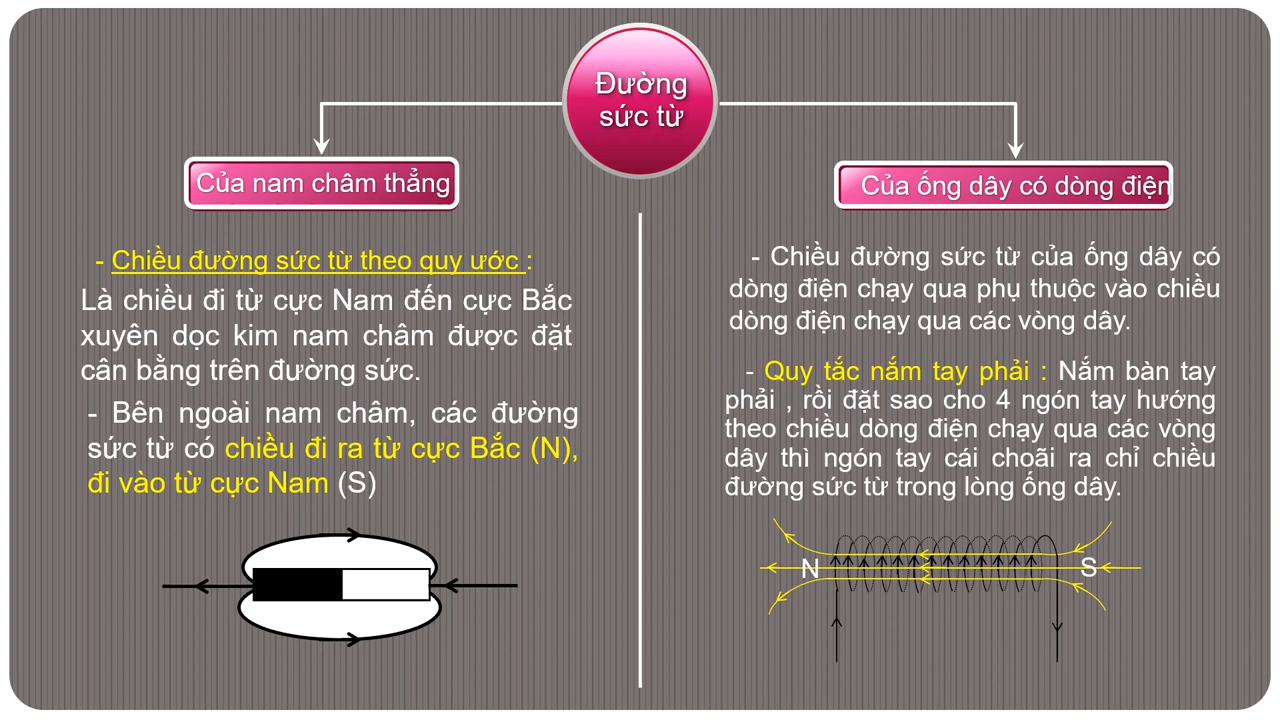 Đường
sức từ
Của nam châm thẳng
- Chiều đường sức từ theo quy ước :
Là chiều đi từ cực Nam đến cực Bắc
xuyên dọc kim nam châm được đặt
cân bằng trên đường sức.
- Bên ngoài nam châm, các đường
sức từ có chiều đi ra từ cực Bắc (N),
đi vào từ cực Nam (S)
Của ống dây có dòng điện
- Chiều đường sức từ của ống dây có
dòng điện chạy qua phụ thuộc vào chiều
dòng điện chạy qua các vòng dây.
- Quy tắc nắm tay phải : Nắm bàn tay
phải , rồi đặt sao cho 4 ngón tay hướng
theo chiều dòng điện chạy qua các vòng
dây thì ngón tay cái choãi ra chỉ chiều
đường sức từ trong lòng ống dây.
N
S